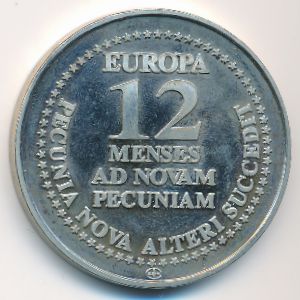 EUROPA
12
MENSES
AD NOVAM
PECUNIAM
PECUNIA NOVA ALTERI SUCCEDIT